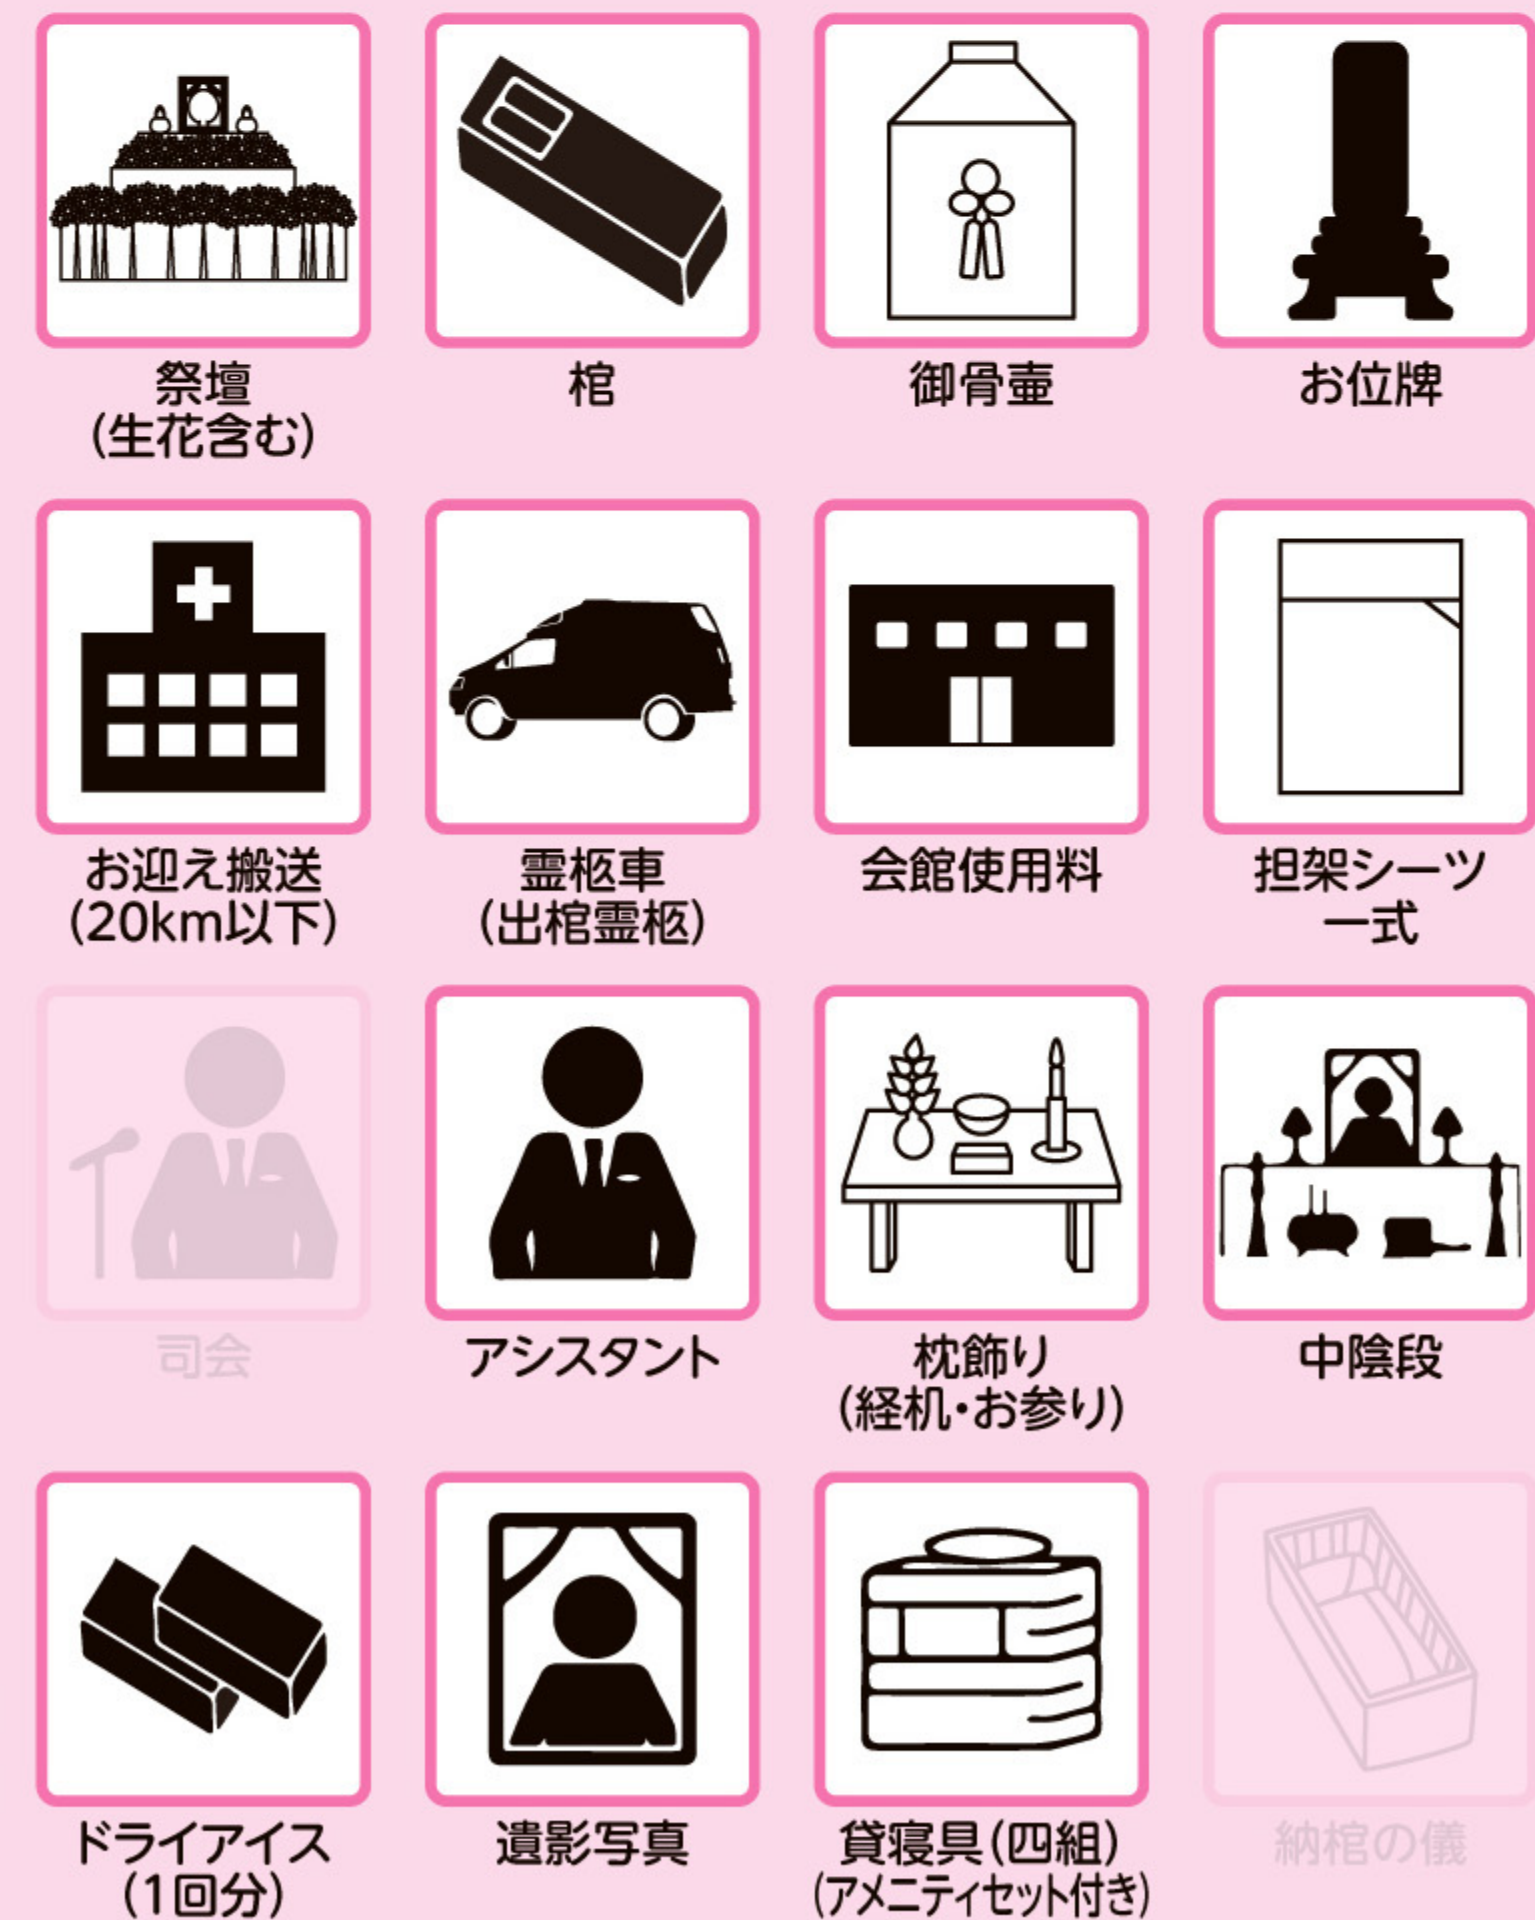 祭壇
(生花含む)
棺
御骨壷
お位牌
お迎え搬送
(20km以下)
霊柩車
(出棺霊柩)
会館使用料
担架シーツ
一式
司会
アシスタント
枕飾り
(経机・お参り)
中陰段
ドライアイス
(1回分)
遺影写真
貸寝具(四組)
(アメニティセット付き)
納棺の儀